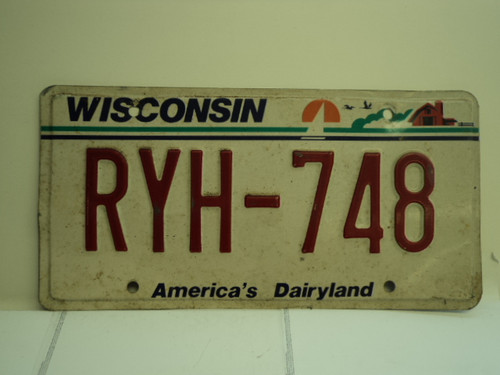 WISCONSIN
RYH-748
America's Dairyland